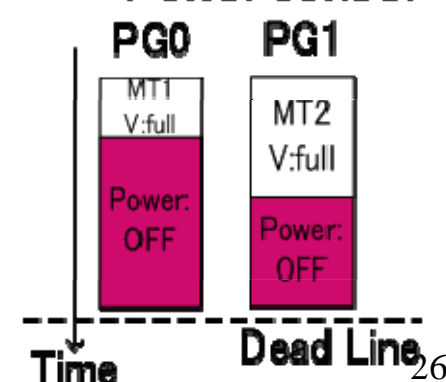 PG0 PG1
MT1
V:full
MT2
V:full
Power:
OFF
Power:
OFF
Time
Dead Line
26